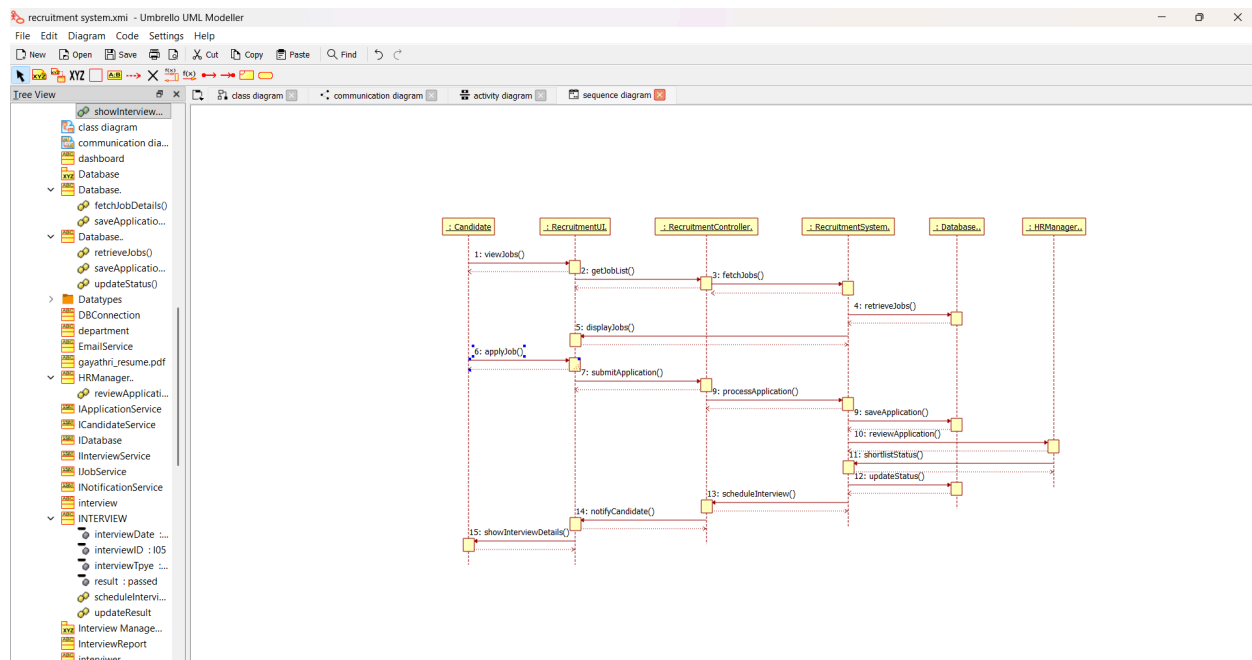 recruitment system.xmi - Umbrello UML Modeller
File Edit Diagram Code Settings Help
New Open Save Cut Copy Paste Find
XYZ XYZ A:B f(x) f(x)
Tree View
class diagram communication diagram activity diagram sequence diagram
showInterview...
class diagram
communication dia...
dashboard
Database
Database.
fetchJobDetails()
saveApplicatio...
Database..
retrieveJobs()
saveApplicatio...
updateStatus()
Datatypes
DBConnection
department
EmailService
gayathri_resume.pdf
HRManager..
reviewApplicati...
IApplicationService
ICandidateService
IDatabase
IInterviewService
IJobService
INotificationService
interview
INTERVIEW
interviewDate :...
interviewID : I05
interviewTpye :...
result : passed
scheduleIntervi...
updateResult
Interview Manage...
InterviewReport
interviwer
: Candidate
: RecruitmentUI.
: RecruitmentController.
: RecruitmentSystem.
: Database..
: HRManager..
1: viewJobs()
2: getJobList()
3: fetchJobs()
4: retrieveJobs()
5: displayJobs()
6: applyJob()
7: submitApplication()
9: processApplication()
9: saveApplication()
10: reviewApplication()
11: shortlistStatus()
12: updateStatus()
13: scheduleInterview()
14: notifyCandidate()
15: showInterviewDetails()